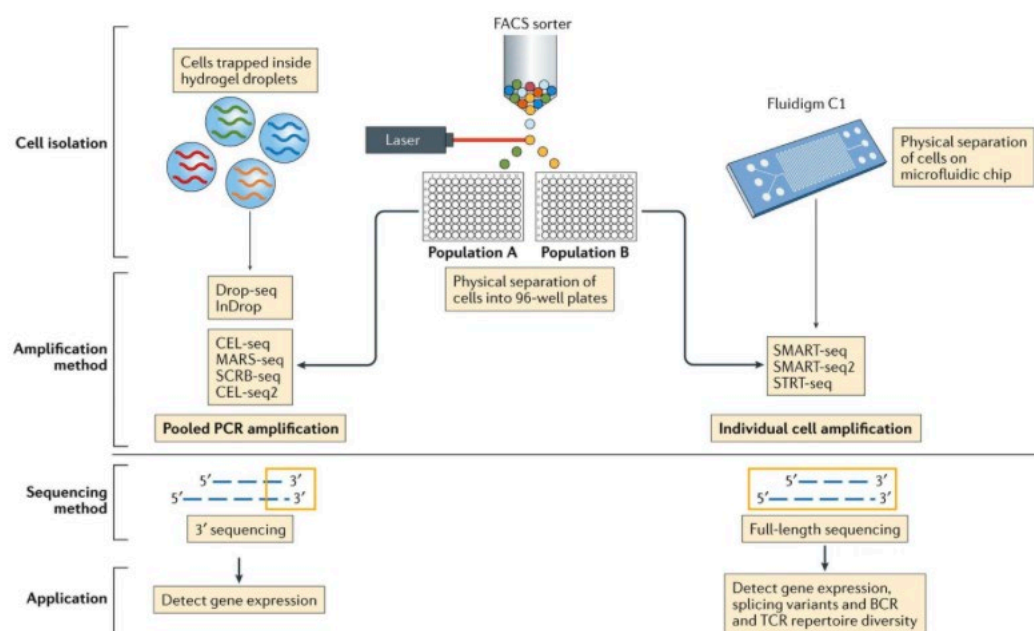 FACS sorter
Cells trapped inside
hydrogel droplets
Cell isolation
Laser
Fluidigm C1
Physical separation
of cells on
microfluidic chip
Population A
Population B
Physical separation of
cells into 96-well plates
Amplification
method
Drop-seq
InDrop
CEL-seq
MARS-seq
SCRB-seq
CEL-seq2
SMART-seq
SMART-seq2
STRT-seq
Pooled PCR amplification
Individual cell amplification
Sequencing
method
5′ 3′
5′ 3′
3′ sequencing
5′ 3′
5′ 3′
Full-length sequencing
Application
Detect gene expression
Detect gene expression,
splicing variants and BCR
and TCR repertoire diversity